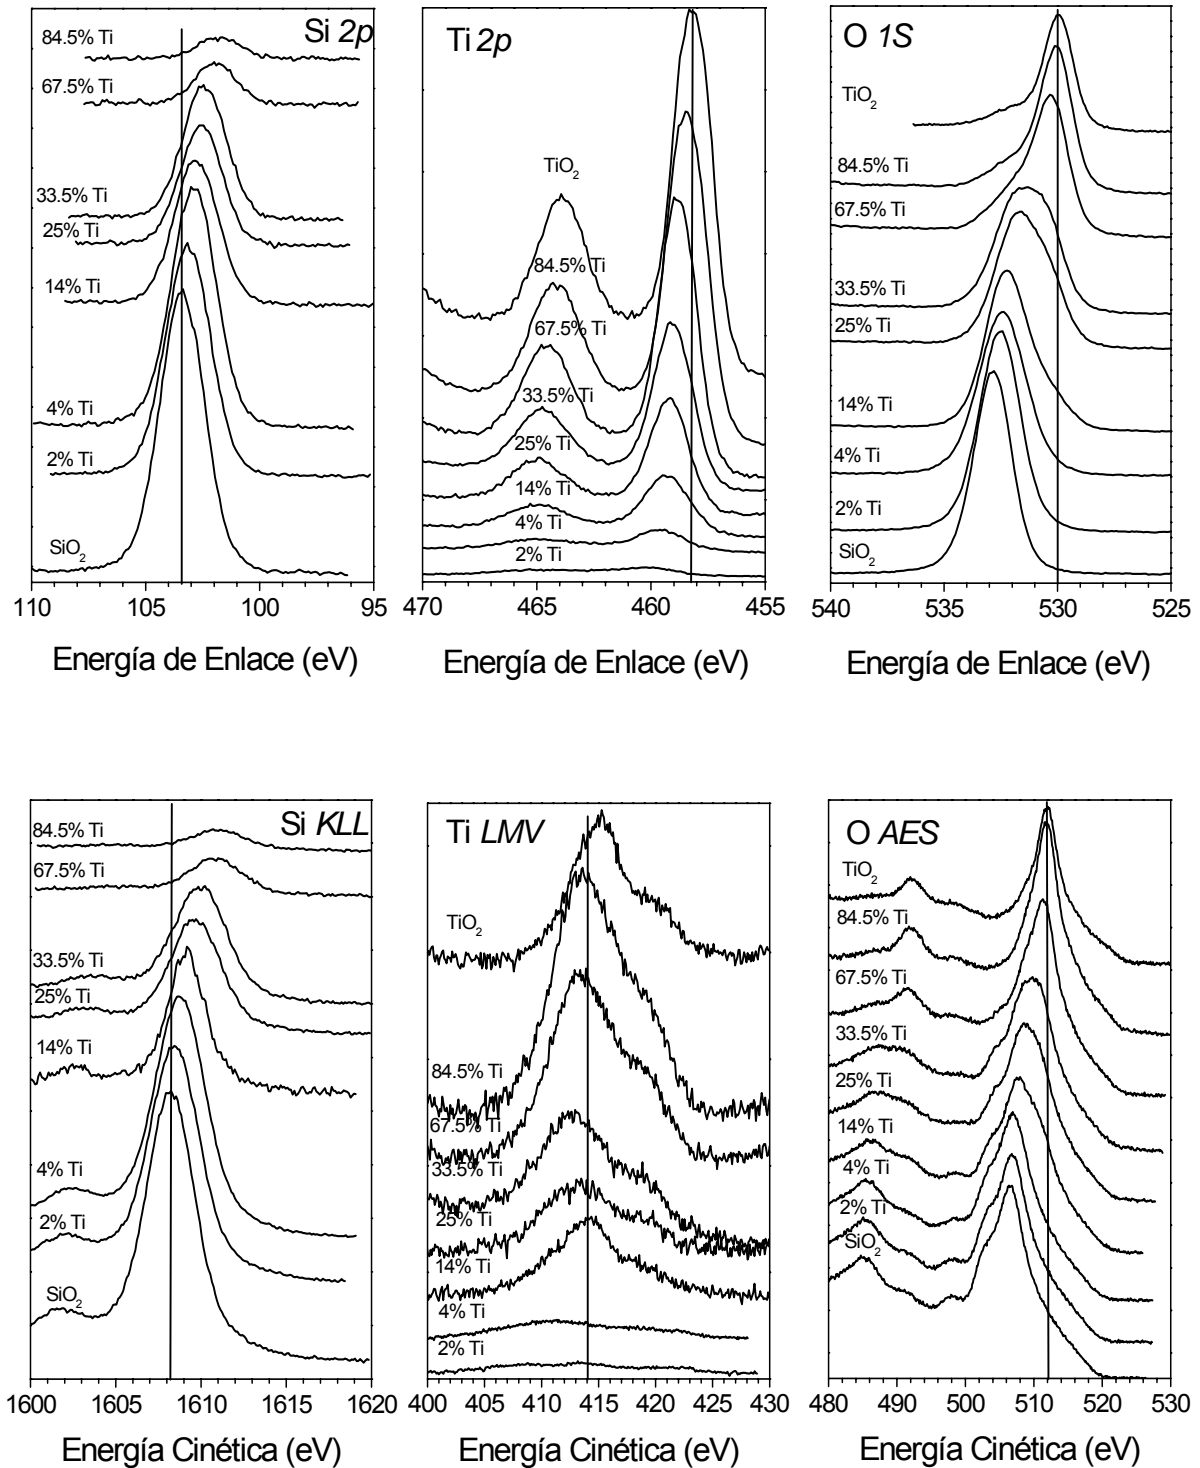 Si 2p
84.5% Ti
67.5% Ti
33.5% Ti
25% Ti
14% Ti
4% Ti
2% Ti
SiO2
110 105 100 95
Energía de Enlace (eV)
Ti 2p
TiO2
84.5% Ti
67.5% Ti
33.5% Ti
25% Ti
14% Ti
4% Ti
2% Ti
470 465 460 455
Energía de Enlace (eV)
O 1S
TiO2
84.5% Ti
67.5% Ti
33.5% Ti
25% Ti
14% Ti
4% Ti
2% Ti
SiO2
540 535 530 525
Energía de Enlace (eV)
Si KLL
84.5% Ti
67.5% Ti
33.5% Ti
25% Ti
14% Ti
4% Ti
2% Ti
SiO2
1600 1605 1610 1615 1620
Energía Cinética (eV)
Ti LMV
TiO2
84.5% Ti
67.5% Ti
33.5% Ti
25% Ti
14% Ti
4% Ti
2% Ti
400 405 410 415 420 425 430
Energía Cinética (eV)
O AES
TiO2
84.5% Ti
67.5% Ti
33.5% Ti
25% Ti
14% Ti
4% Ti
2% Ti
SiO2
480 490 500 510 520 530
Energía Cinética (eV)